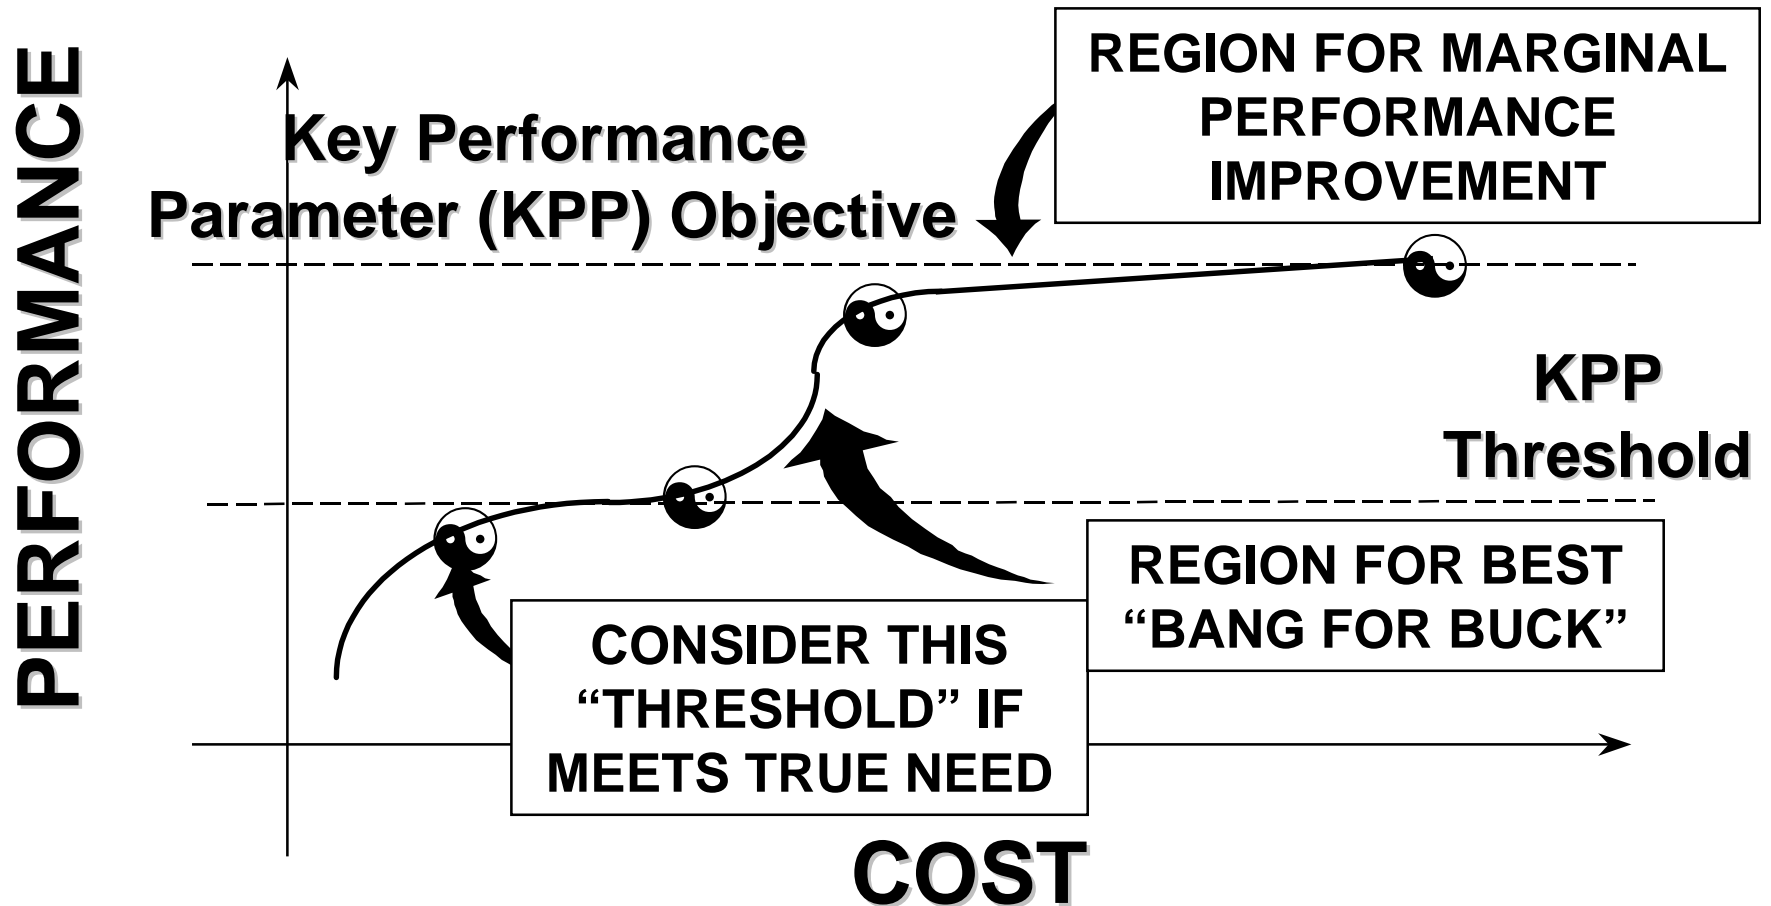 PERFORMANCE
Key Performance
Parameter (KPP) Objective
REGION FOR MARGINAL
PERFORMANCE
IMPROVEMENT
KPP
Threshold
REGION FOR BEST
“BANG FOR BUCK”
CONSIDER THIS
“THRESHOLD” IF
MEETS TRUE NEED
COST